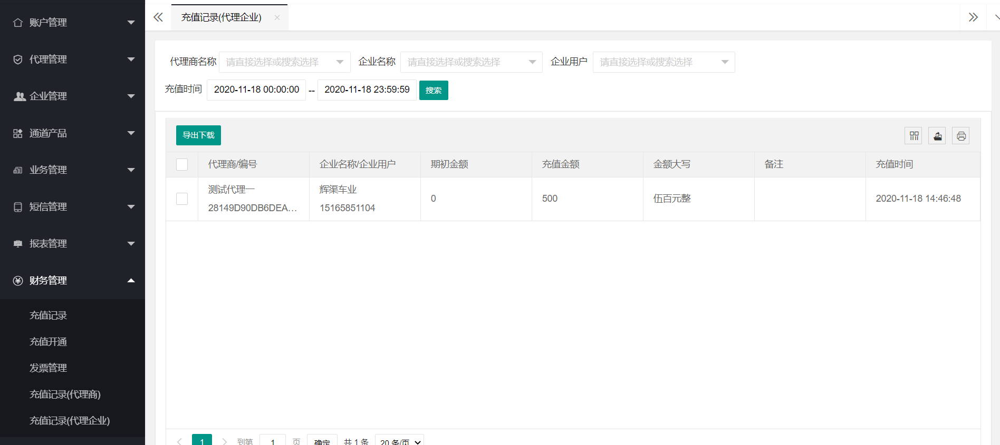 账户管理
代理管理
企业管理
通道产品
业务管理
短信管理
报表管理
财务管理
充值记录
充值开通
发票管理
充值记录(代理商)
充值记录(代理企业)
充值记录(代理企业)
代理商名称 请直接选择或搜索选择 企业名称 请直接选择或搜索选择 企业用户 请直接选择或搜索选择
充值时间 2020-11-18 00:00:00 -- 2020-11-18 23:59:59 搜索
导出下载
代理商/编号 企业名称/企业用户 期初金额 充值金额 金额大写 备注 充值时间
测试代理一 辉渠车业
28149D90DB6DEA... 15165851104 0 500 伍百元整 2020-11-18 14:46:48
1 到第 1 页 确定 共 1 条 20 条/页